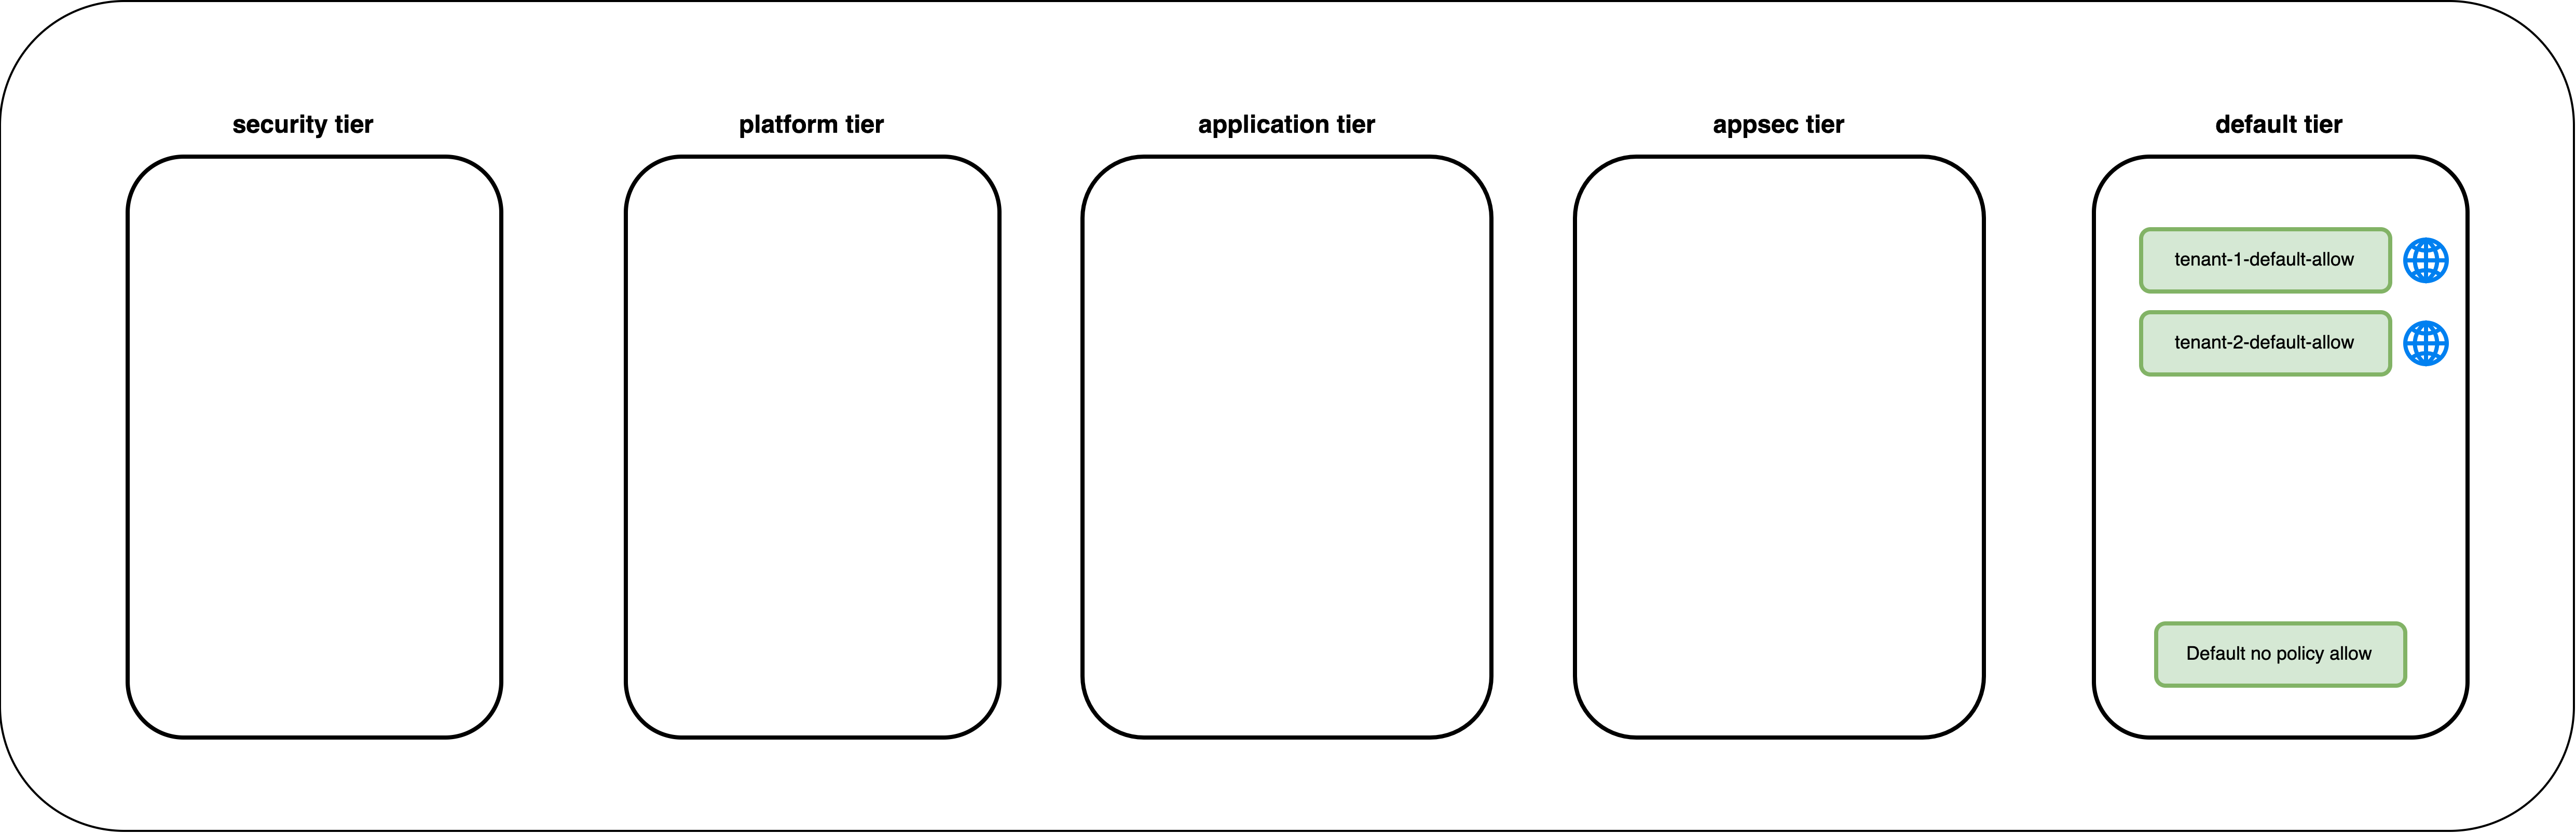 security tier
platform tier
application tier
appsec tier
default tier
tenant-1-default-allow
tenant-2-default-allow
Default no policy allow